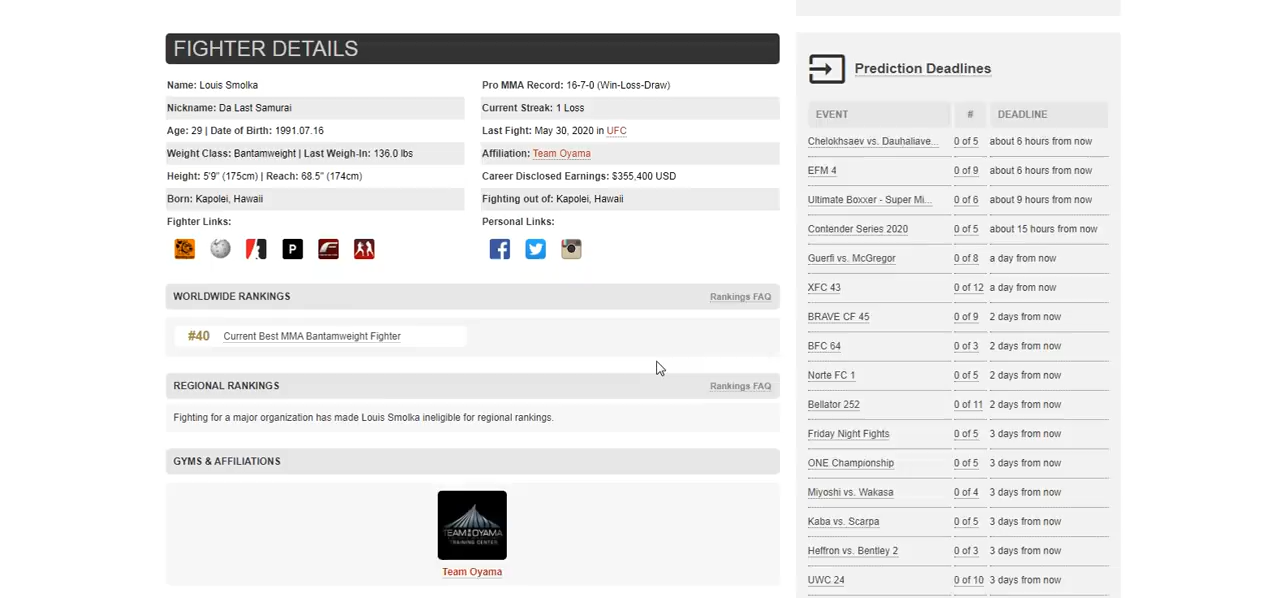 FIGHTER DETAILS
Name: Louis Smolka
Nickname: Da Last Samurai
Age: 29 | Date of Birth: 1991.07.16
Weight Class: Bantamweight | Last Weigh-In: 136.0 lbs
Height: 5'9" (175cm) | Reach: 68.5" (174cm)
Born: Kapolei, Hawaii
Fighter Links:
P
Pro MMA Record: 16-7-0 (Win-Loss-Draw)
Current Streak: 1 Loss
Last Fight: May 30, 2020 in UFC
Affiliation: Team Oyama
Career Disclosed Earnings: $355,400 USD
Fighting out of: Kapolei, Hawaii
Personal Links:
WORLDWIDE RANKINGS Rankings FAQ
#40 Current Best MMA Bantamweight Fighter
REGIONAL RANKINGS Rankings FAQ
Fighting for a major organization has made Louis Smolka ineligible for regional rankings.
GYMS & AFFILIATIONS
TEAM OYAMA
TRAINING CENTER
Team Oyama
Prediction Deadlines
EVENT # DEADLINE
Chelokhsaev vs. Dauhaliave... 0 of 5 about 6 hours from now
EFM 4 0 of 9 about 6 hours from now
Ultimate Boxxer - Super Mi... 0 of 6 about 9 hours from now
Contender Series 2020 0 of 5 about 15 hours from now
Guerfi vs. McGregor 0 of 8 a day from now
XFC 43 0 of 12 a day from now
BRAVE CF 45 0 of 9 2 days from now
BFC 64 0 of 3 2 days from now
Norte FC 1 0 of 5 2 days from now
Bellator 252 0 of 11 2 days from now
Friday Night Fights 0 of 5 3 days from now
ONE Championship 0 of 5 3 days from now
Miyoshi vs. Wakasa 0 of 4 3 days from now
Kaba vs. Scarpa 0 of 5 3 days from now
Heffron vs. Bentley 2 0 of 3 3 days from now
UWC 24 0 of 10 3 days from now